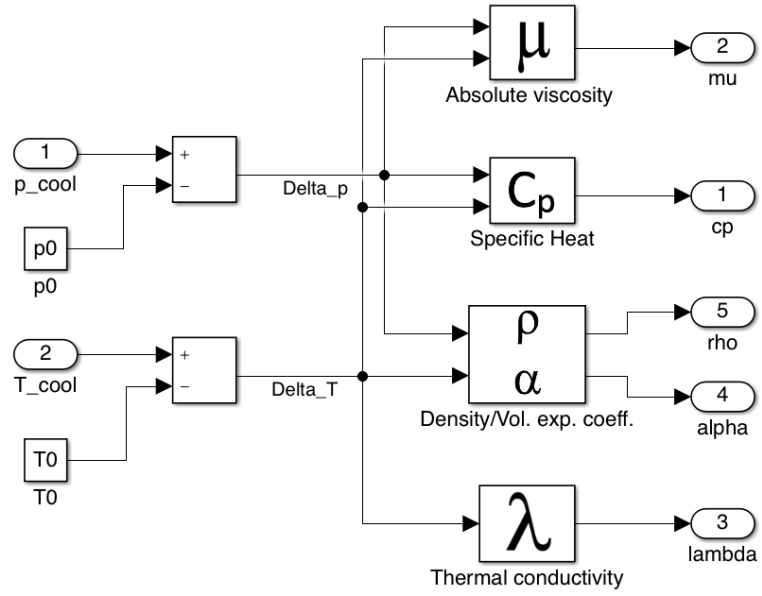 μ
Absolute viscosity
2
mu
1
p_cool
+
−
p0
p0
Delta_p
Cp
Specific Heat
1
cp
2
T_cool
+
−
T0
T0
Delta_T
ρ
α
Density/Vol. exp. coeff.
5
rho
4
alpha
λ
Thermal conductivity
3
lambda